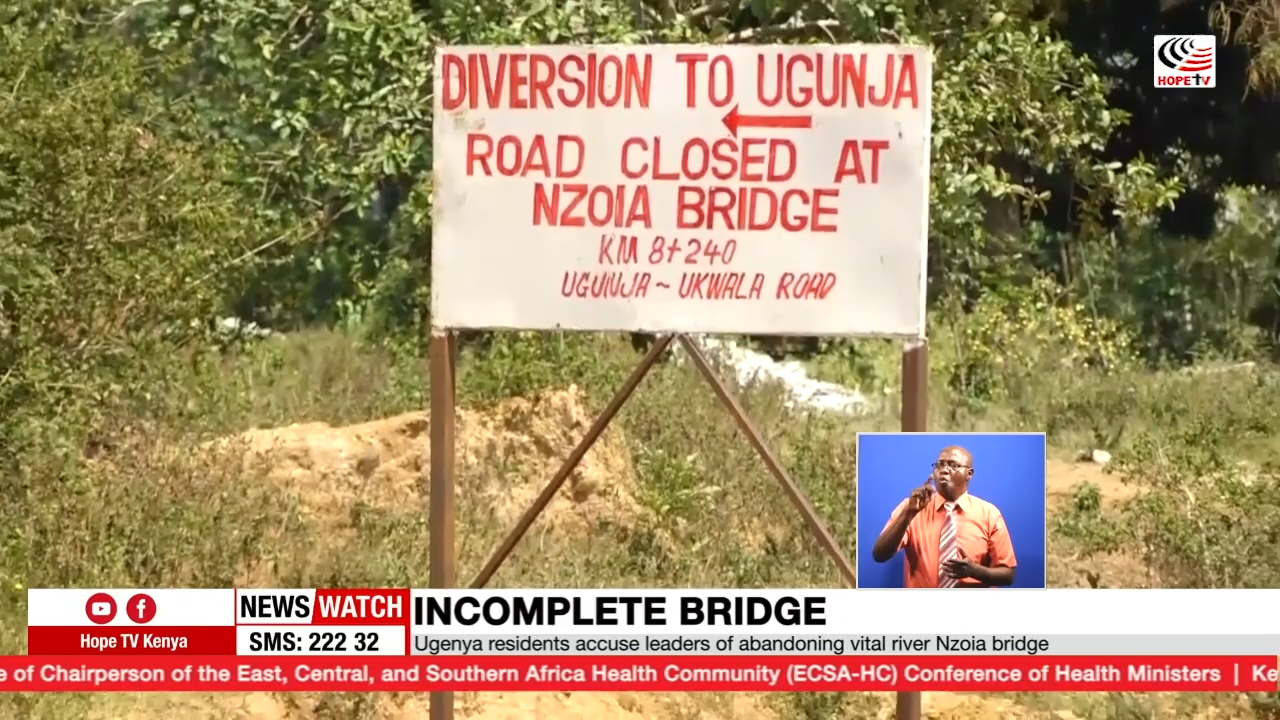 DIVERSION TO UGUNJA
ROAD CLOSED AT
NZOIA BRIDGE
KM 8+240
UGUNJA ~ UKWALA ROAD
HOPE TV
NEWS WATCH
SMS: 222 32
Hope TV Kenya
INCOMPLETE BRIDGE
Ugenya residents accuse leaders of abandoning vital river Nzoia bridge
of Chairperson of the East, Central, and Southern Africa Health Community (ECSA-HC) Conference of Health Ministers |